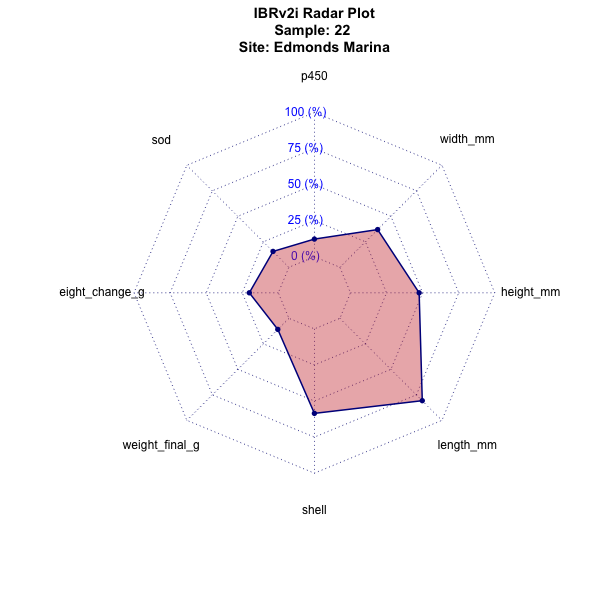 IBRv2i Radar Plot
Sample: 22
Site: Edmonds Marina
p450
100 (%)
sod
width_mm
75 (%)
50 (%)
25 (%)
0 (%)
eight_change_g
height_mm
weight_final_g
length_mm
shell